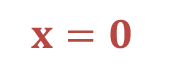 x = 0